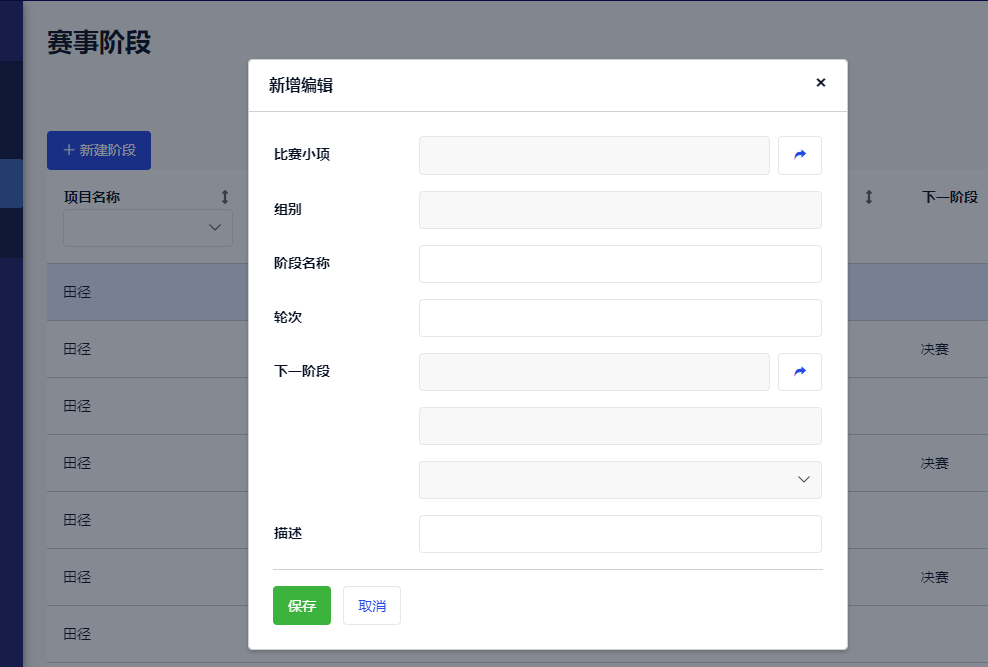 赛事阶段
新增编辑
×
+ 新建阶段
项目名称
下一阶段
比赛小项
组别
阶段名称
轮次
下一阶段
描述
保存
取消
田径
田径
决赛
田径
田径
决赛
田径
田径
决赛
田径